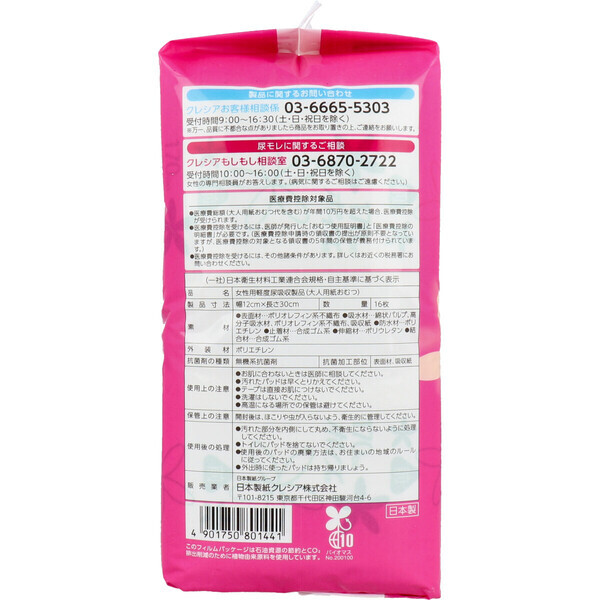 製品に関するお問い合わせ
クレシアお客様相談係 03-6665-5303
受付時間9:00〜16:30(土・日・祝日を除く)
※万一、品質に不都合な点がありましたら商品をお取り置きの上、ご連絡をお願いします。
尿モレに関するご相談
クレシアもしもし相談室 03-6870-2722
受付時間10:00〜16:00(土・日・祝日を除く)
女性の専門相談員がお答えします。(病気に関するご相談はご遠慮ください。)
医療費控除対象品
●医療費総額(大人用紙おむつ代を含む)が年間10万円を超えた場合、医療費控除
が受けられます。
●医療費控除を受けるには、医師が発行した「おむつ使用証明書」と「医療費控除の
明細書」が必要です。(医療費控除申請時の領収書の提出が原則不要となってい
ますが、医療費控除の対象となる領収書の5年間の保管が義務付けられていま
す。)
●医療費控除を受けるには、その他諸条件があります。詳しくはお近くの税務署にお
問い合わせください。
(一社)日本衛生材料工業連合会規格・自主基準に基づく表示
品名 女性用軽度尿吸収製品(大人用紙おむつ)
製品寸法 幅12cm×長さ30cm 数量 16枚
素材 ●表面材…ポリオレフィン系不織布 ●吸水材…綿状パルプ、高
分子吸水材、ポリオレフィン系不織布、吸収紙 ●防水材…ポリ
エチレン ●止着材…合成ゴム系 ●伸縮材…ポリウレタン ●結
合材…合成ゴム系
外装材 ポリエチレン
抗菌剤の種類 無機系抗菌剤 抗菌加工部位 表面材、吸収紙
使用上の注意 ●お肌に合わないときは医師に相談してください。
●汚れたパッドは早くとりかえてください。
●テープは直接お肌につけないでください。
●洗濯はしないでください。
●高温になる場所での保管は避けてください。
保管上の注意 開封後は、ほこりや虫が入らないよう、衛生的に管理してください。
使用後の処理 ●汚れた部分を内側にして丸め、不衛生にならないように処理
してください。
●トイレにパッドを捨てないでください。
●使用後のパッドの廃棄方法は、お住まいの地域のルール
に従ってください。
●外出時に使ったパッドは持ち帰りましょう。
販売業者 日本製紙グループ
日本製紙クレシア株式会社
〒101-8215 東京都千代田区神田駿河台4-6
4 901750 801441
バイオマス
No.200100
日本製
このフィルムパッケージは石油資源の節約とCO₂
排出削減のために植物由来原料を使用しています。